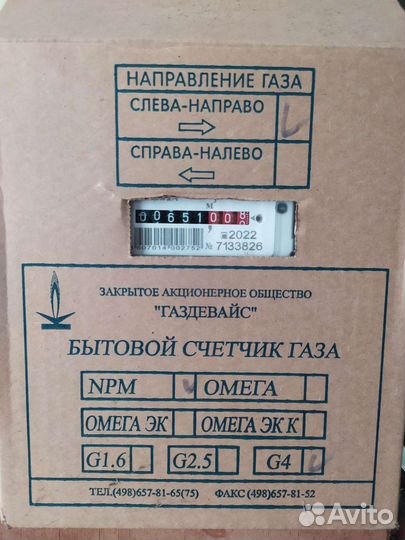 НАПРАВЛЕНИЕ ГАЗА
СЛЕВА-НАПРАВО
СПРАВА-НАЛЕВО
М
00651,00
2022
№ 7133826
ЗАКРЫТОЕ АКЦИОНЕРНОЕ ОБЩЕСТВО
"ГАЗДЕВАЙС"
БЫТОВОЙ СЧЕТЧИК ГАЗА
NPM ОМЕГА
ОМЕГА ЭК ОМЕГА ЭК К
G1.6 G2.5 G4
ТЕЛ.(498)657-81-65(75) ФАКС (498)657-81-52
Avito